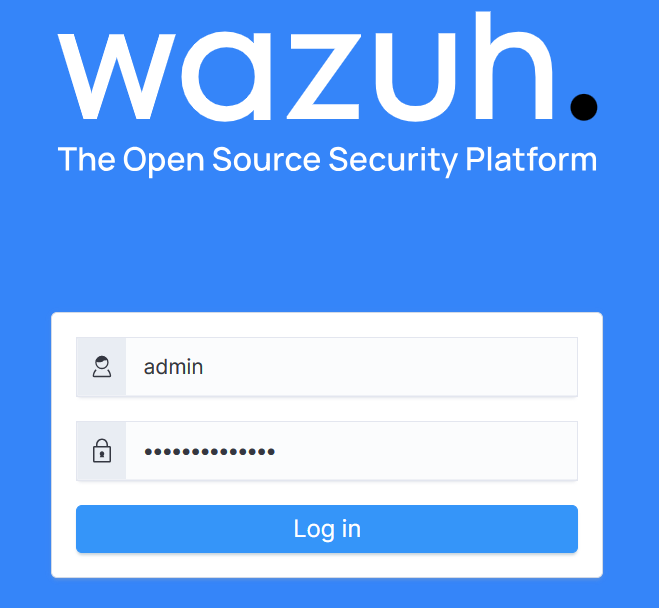 wazuh.
The Open Source Security Platform
admin
••••••••••••••
Log in